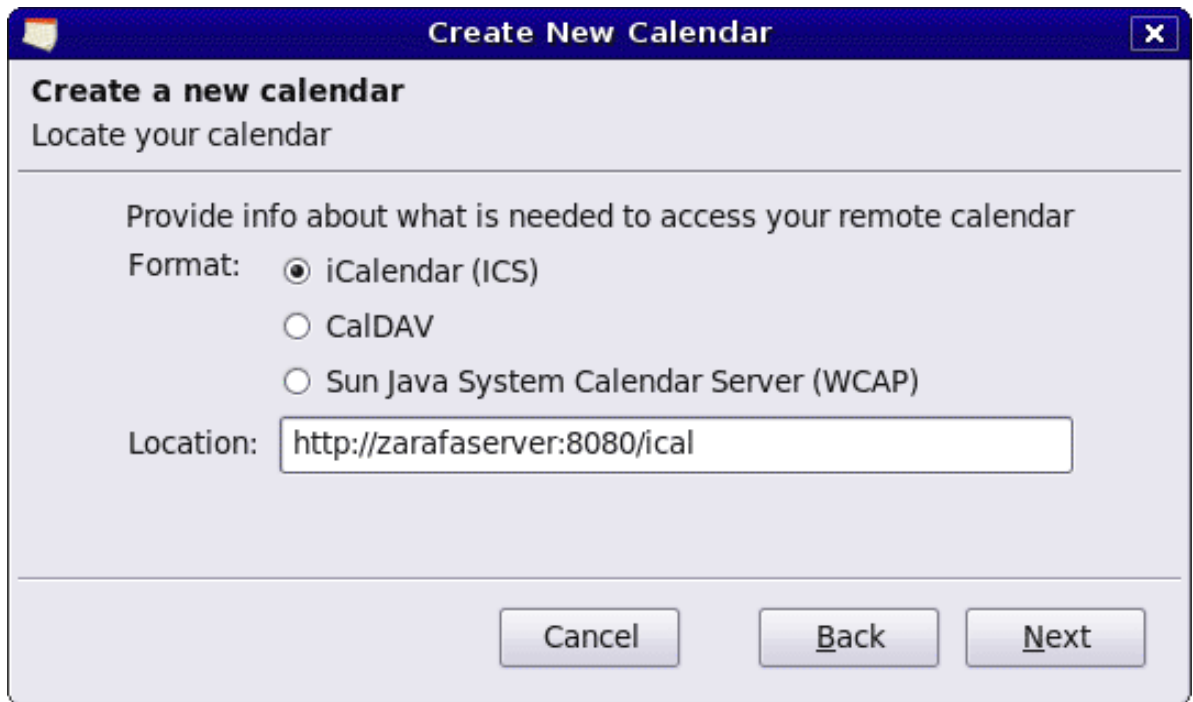 Create New Calendar
Create a new calendar
Locate your calendar
Provide info about what is needed to access your remote calendar
Format: iCalendar (ICS)
CalDAV
Sun Java System Calendar Server (WCAP)
Location: http://zarafaserver:8080/ical
Cancel Back Next